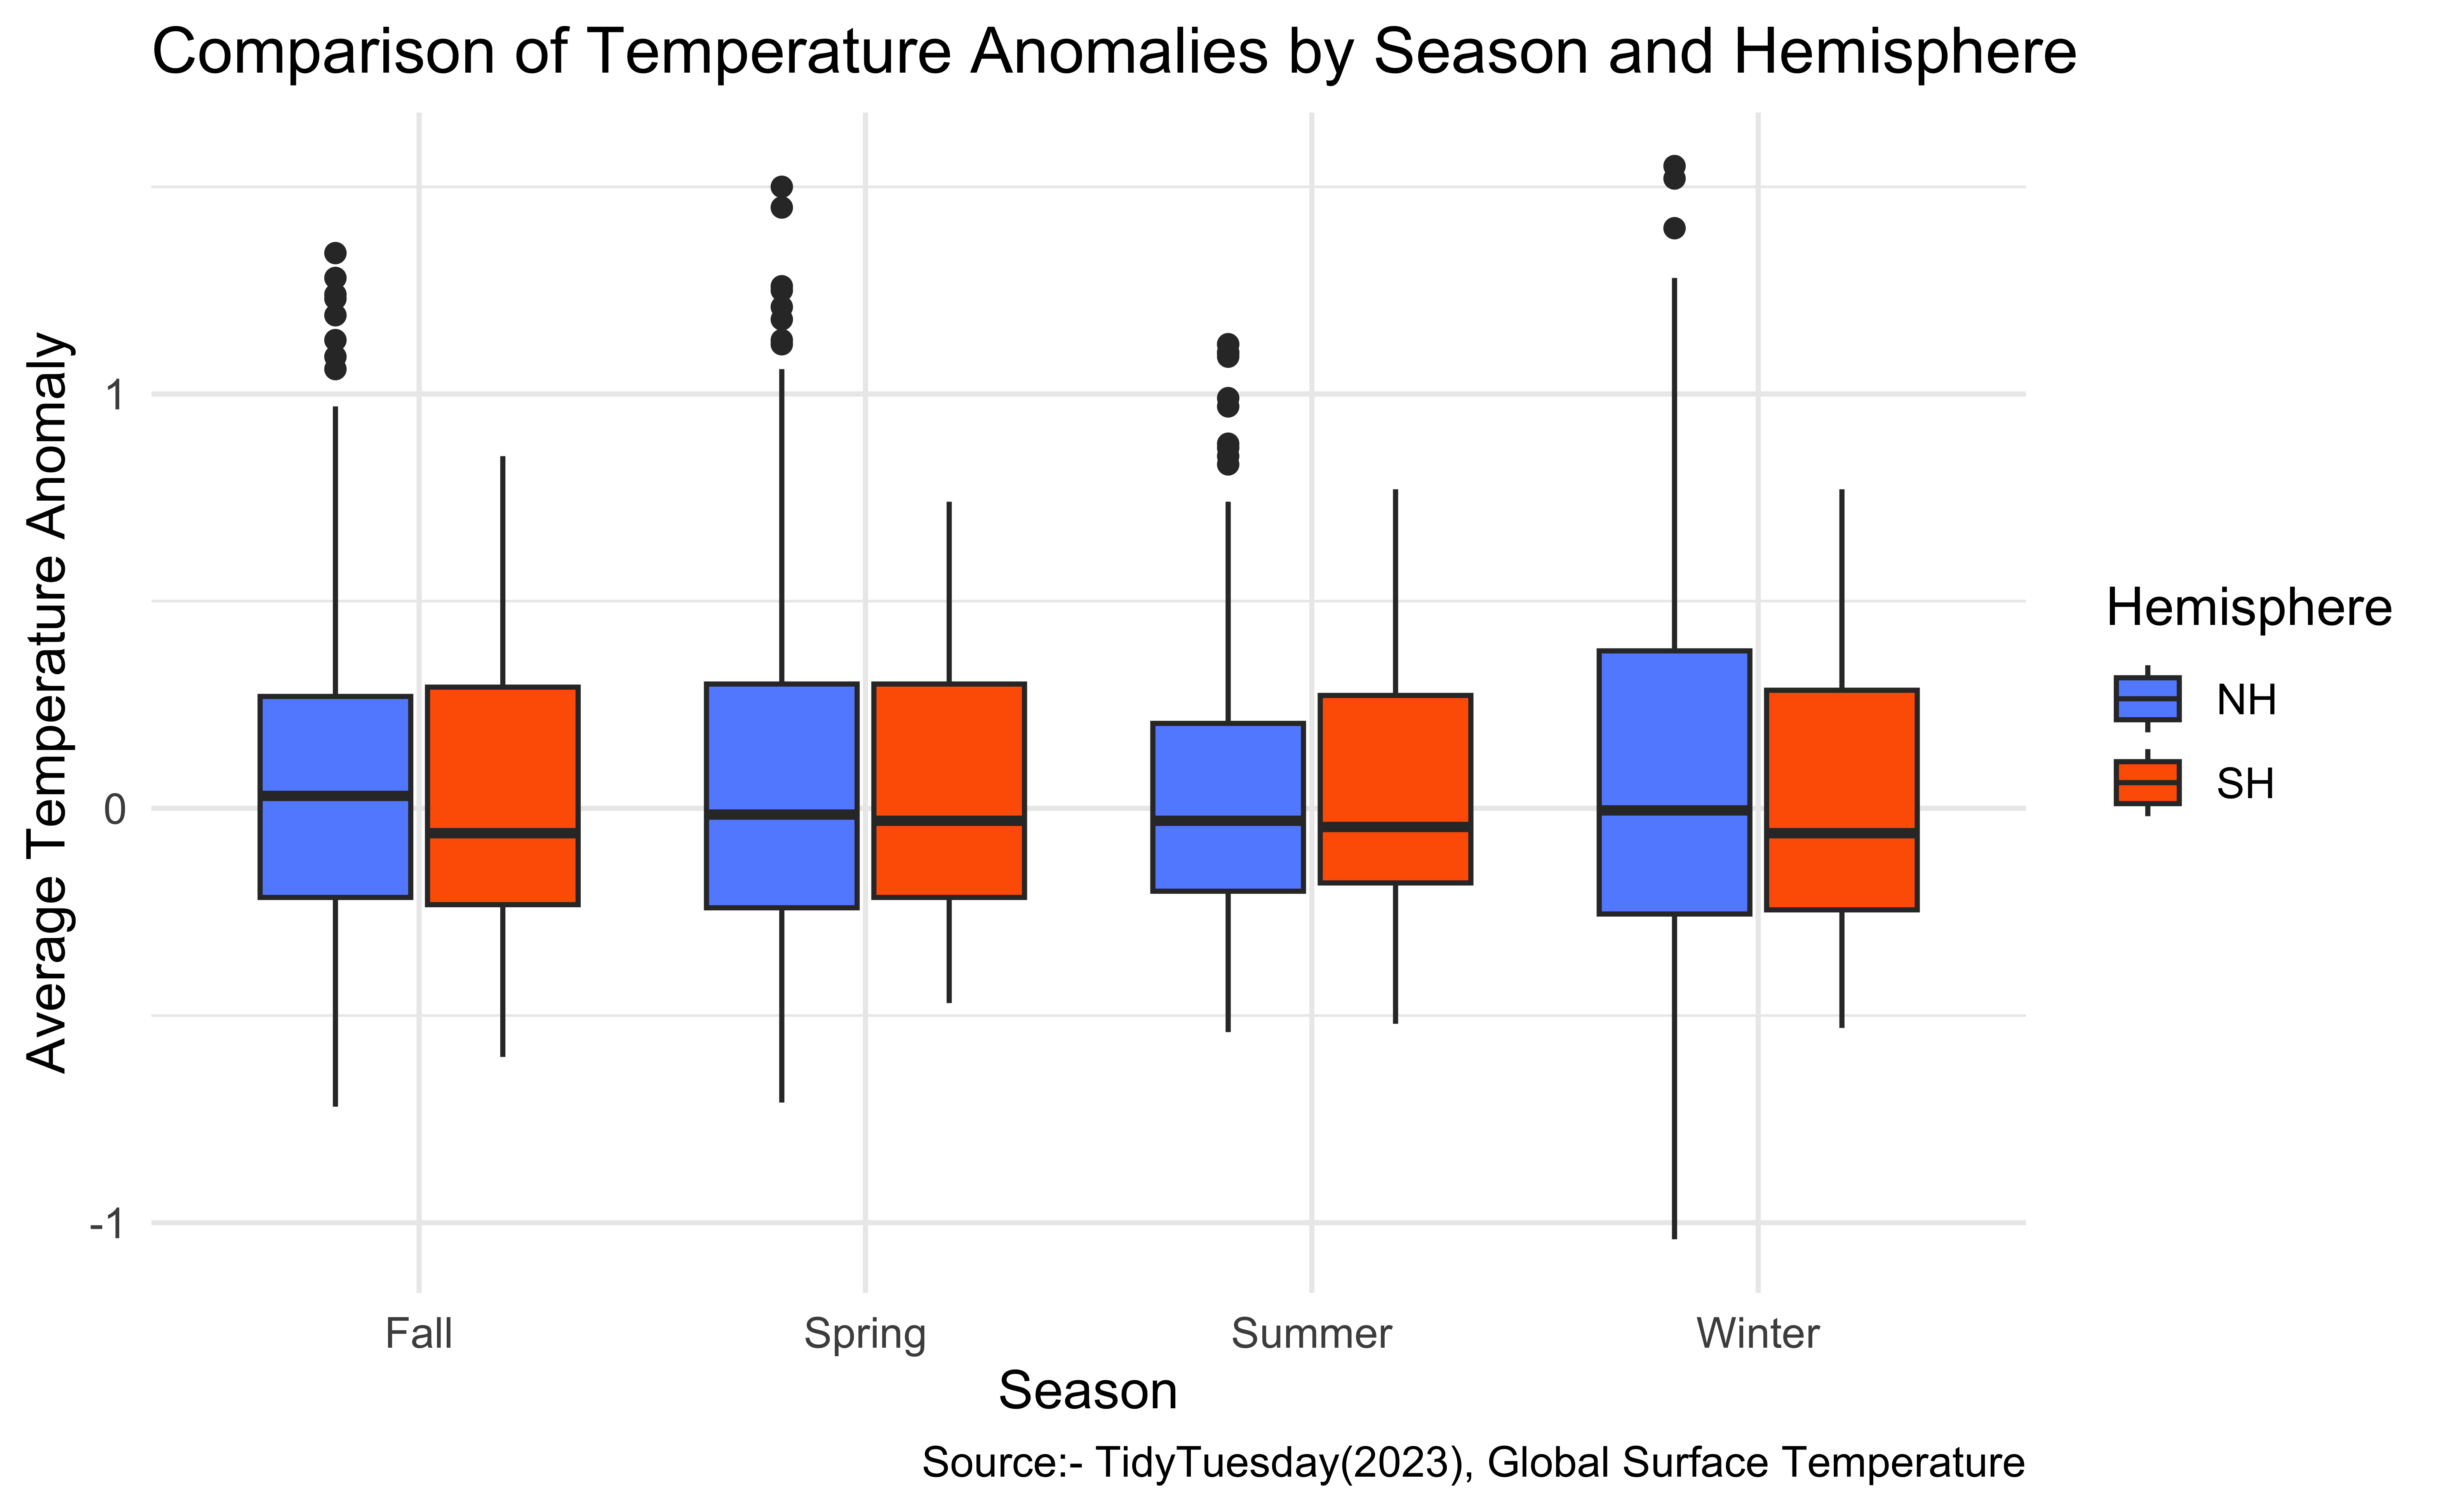 Comparison of Temperature Anomalies by Season and Hemisphere
Average Temperature Anomaly
1
0
-1
Fall
Spring
Summer
Winter
Season
Hemisphere
NH
SH
Source:- TidyTuesday(2023), Global Surface Temperature